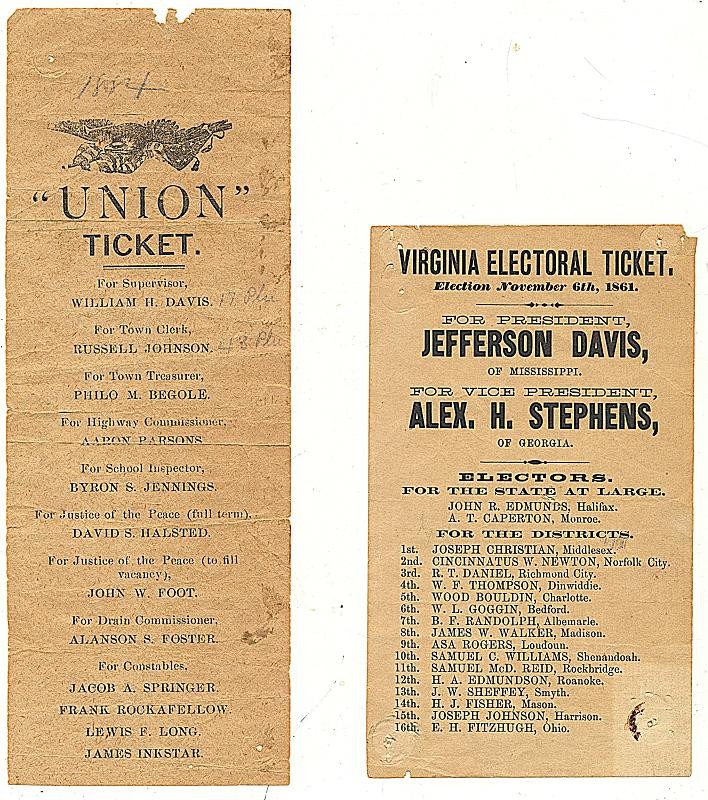 1884
"UNION"
TICKET.
For Supervisor,
WILLIAM H. DAVIS. 17
For Town Clerk,
RUSSELL JOHNSON. 43
For Town Treasurer,
PHILO M. BEGOLE.
For Highway Commissioner,
AARON PARSONS
For School Inspector,
BYRON S. JENNINGS.
For Justice of the Peace (full term),
DAVID S. HALSTED.
For Justice of the Peace (to fill
vacancy),
JOHN W. FOOT.
For Drain Commissioner,
ALANSON S. FOSTER.
For Constables,
JACOB A. SPRINGER.
FRANK ROCKAFELLOW.
LEWIS F. LONG.
JAMES INKSTAR.
VIRGINIA ELECTORAL TICKET.
Election November 6th, 1861.
FOR PRESIDENT,
JEFFERSON DAVIS,
OF MISSISSIPPI.
FOR VICE PRESIDENT,
ALEX. H. STEPHENS,
OF GEORGIA.
ELECTORS.
FOR THE STATE AT LARGE.
JOHN R. EDMUNDS, Halifax.
A. T. CAPERTON, Monroe.
FOR THE DISTRICTS.
1st. JOSEPH CHRISTIAN, Middlesex.
2nd. CINCINNATUS W. NEWTON, Norfolk City.
3rd. R. T. DANIEL, Richmond City.
4th. W. F. THOMPSON, Dinwiddie.
5th. WOOD BOULDIN, Charlotte.
6th. W. L. GOGGIN, Bedford.
7th. B. F. RANDOLPH, Albemarle.
8th. JAMES W. WALKER, Madison.
9th. ASA ROGERS, Loudoun.
10th. SAMUEL C. WILLIAMS, Shenandoah.
11th. SAMUEL McD. REID, Rockbridge.
12th. H. A. EDMUNDSON, Roanoke.
13th. J. W. SHEFFEY, Smyth.
14th. H. J. FISHER, Mason.
15th. JOSEPH JOHNSON, Harrison.
16th. E. H. FITZHUGH, Ohio.